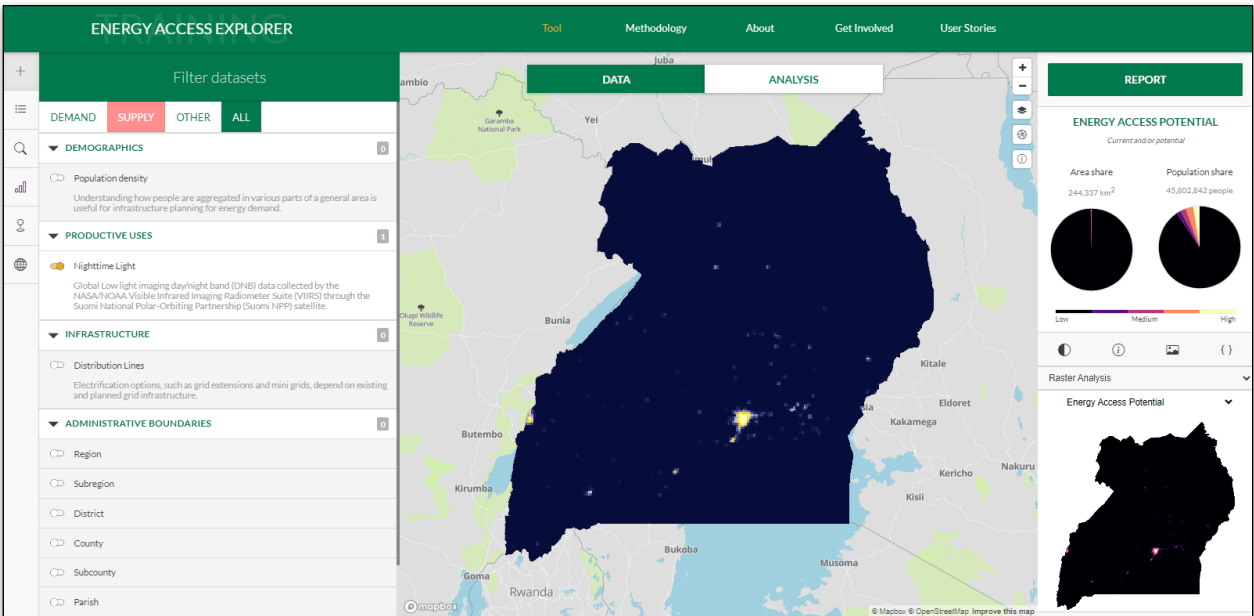 TRAINING
ENERGY ACCESS EXPLORER
Tool
Methodology
About
Get Involved
User Stories
Filter datasets
DEMAND
SUPPLY
OTHER
ALL
DEMOGRAPHICS
0
Population density
Understanding how people are aggregated in various parts of a general area is
useful for infrastructure planning for energy demand.
PRODUCTIVE USES
1
Nighttime Light
Global Low light imaging day/night band (DNB) data collected by the
NASA/NOAA Visible Infrared Imaging Radiometer Suite (VIIRS) through the
Suomi National Polar-Orbiting Partnership (Suomi NPP) satellite.
INFRASTRUCTURE
0
Distribution Lines
Electrification options, such as grid extensions and mini grids, depend on existing
and planned grid infrastructure.
ADMINISTRATIVE BOUNDARIES
0
Region
Subregion
District
County
Subcounty
Parish
DATA
ANALYSIS
Juba
ambio
Garamba
National Park
Yei
Okapi Wildlife
Reserve
Bunia
Kitale
Eldoret
Kakamega
Butembo
Kirumba
Kericho
Nakuru
Kisii
Bukoba
Musoma
Goma
Rwanda
mapbox
© Mapbox © OpenStreetMap Improve this map
REPORT
ENERGY ACCESS POTENTIAL
Current and/or potential
Area share
Population share
244,337 km2
45,802,842 people
Low
Medium
High
{ }
Raster Analysis
Energy Access Potential